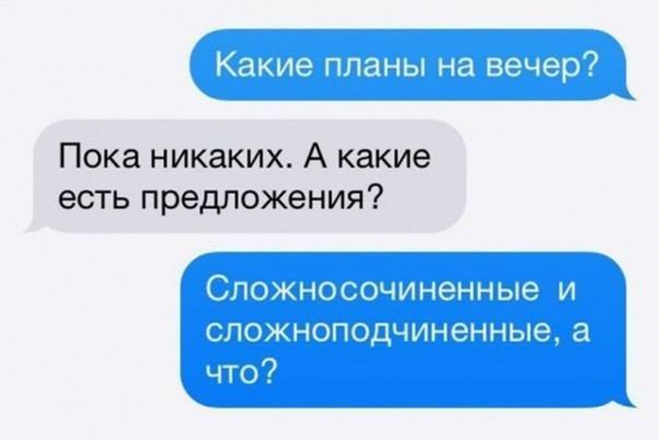 Какие планы на вечер?
Пока никаких. А какие
есть предложения?
Сложносочиненные и
сложноподчиненные, а
что?